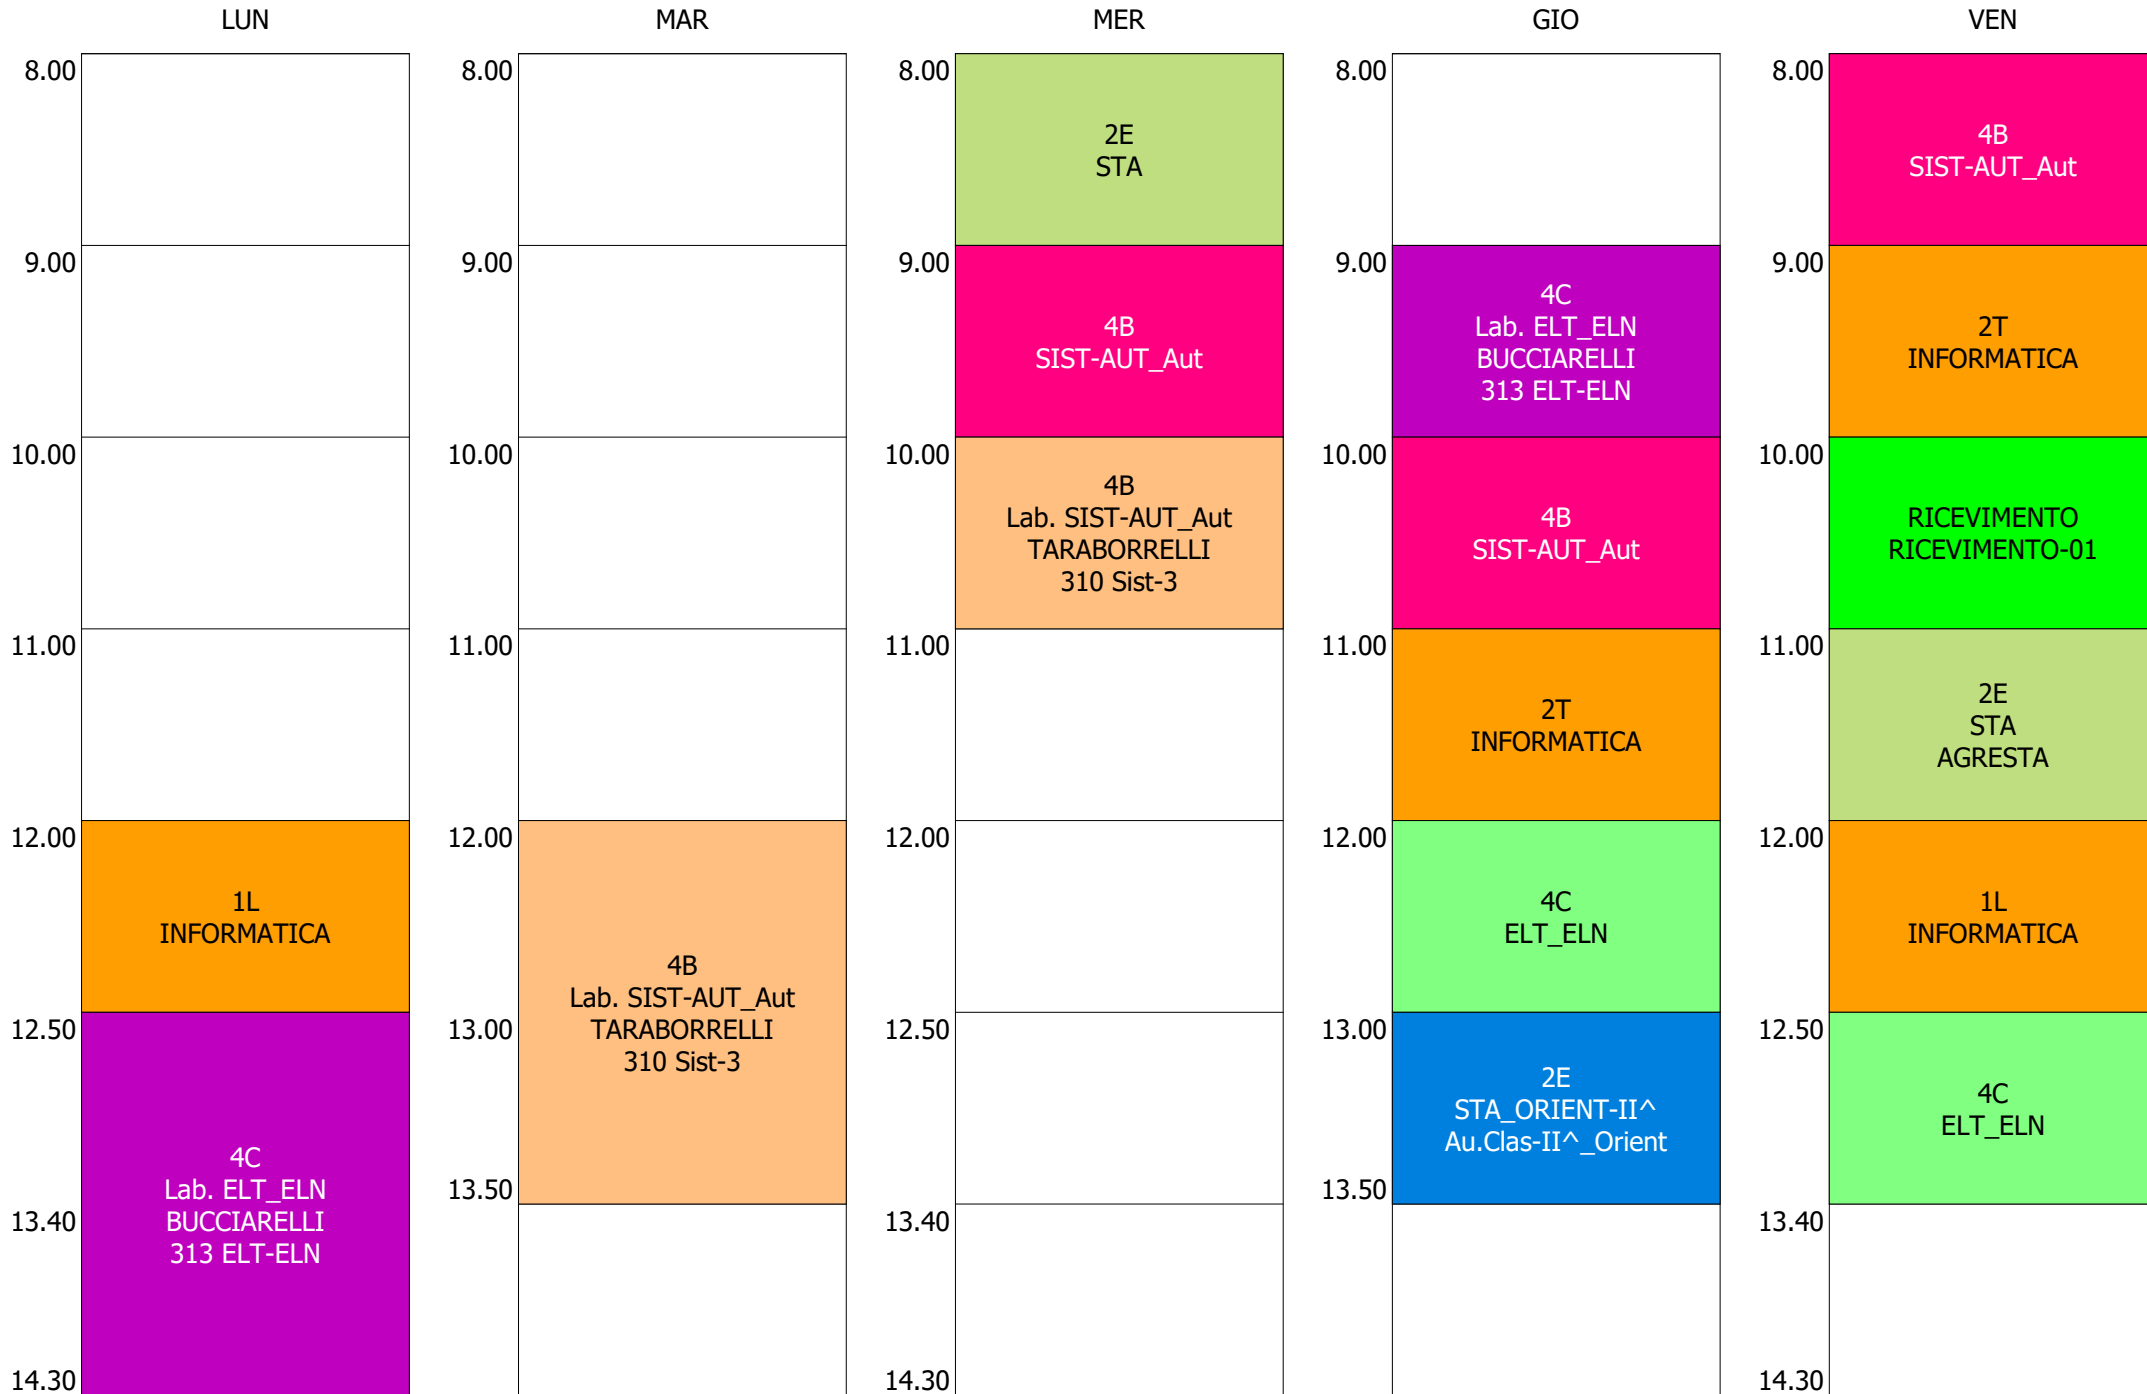 LUN
MAR
MER
GIO
VEN
8.00
9.00
10.00
11.00
12.00
1L
INFORMATICA
12.50
4C
Lab. ELT_ELN
BUCCIARELLI
313 ELT-ELN
13.40
14.30
8.00
9.00
10.00
11.00
12.00
4B
Lab. SIST-AUT_Aut
TARABORRELLI
310 Sist-3
13.00
13.50
8.00
2E
STA
9.00
4B
SIST-AUT_Aut
10.00
4B
Lab. SIST-AUT_Aut
TARABORRELLI
310 Sist-3
11.00
12.00
12.50
13.40
14.30
8.00
9.00
4C
Lab. ELT_ELN
BUCCIARELLI
313 ELT-ELN
10.00
4B
SIST-AUT_Aut
11.00
2T
INFORMATICA
12.00
4C
ELT_ELN
13.00
2E
STA_ORIENT-II^
Au.Clas-II^_Orient
13.50
8.00
4B
SIST-AUT_Aut
9.00
2T
INFORMATICA
10.00
RICEVIMENTO
RICEVIMENTO-01
11.00
2E
STA
AGRESTA
12.00
1L
INFORMATICA
12.50
4C
ELT_ELN
13.40
14.30